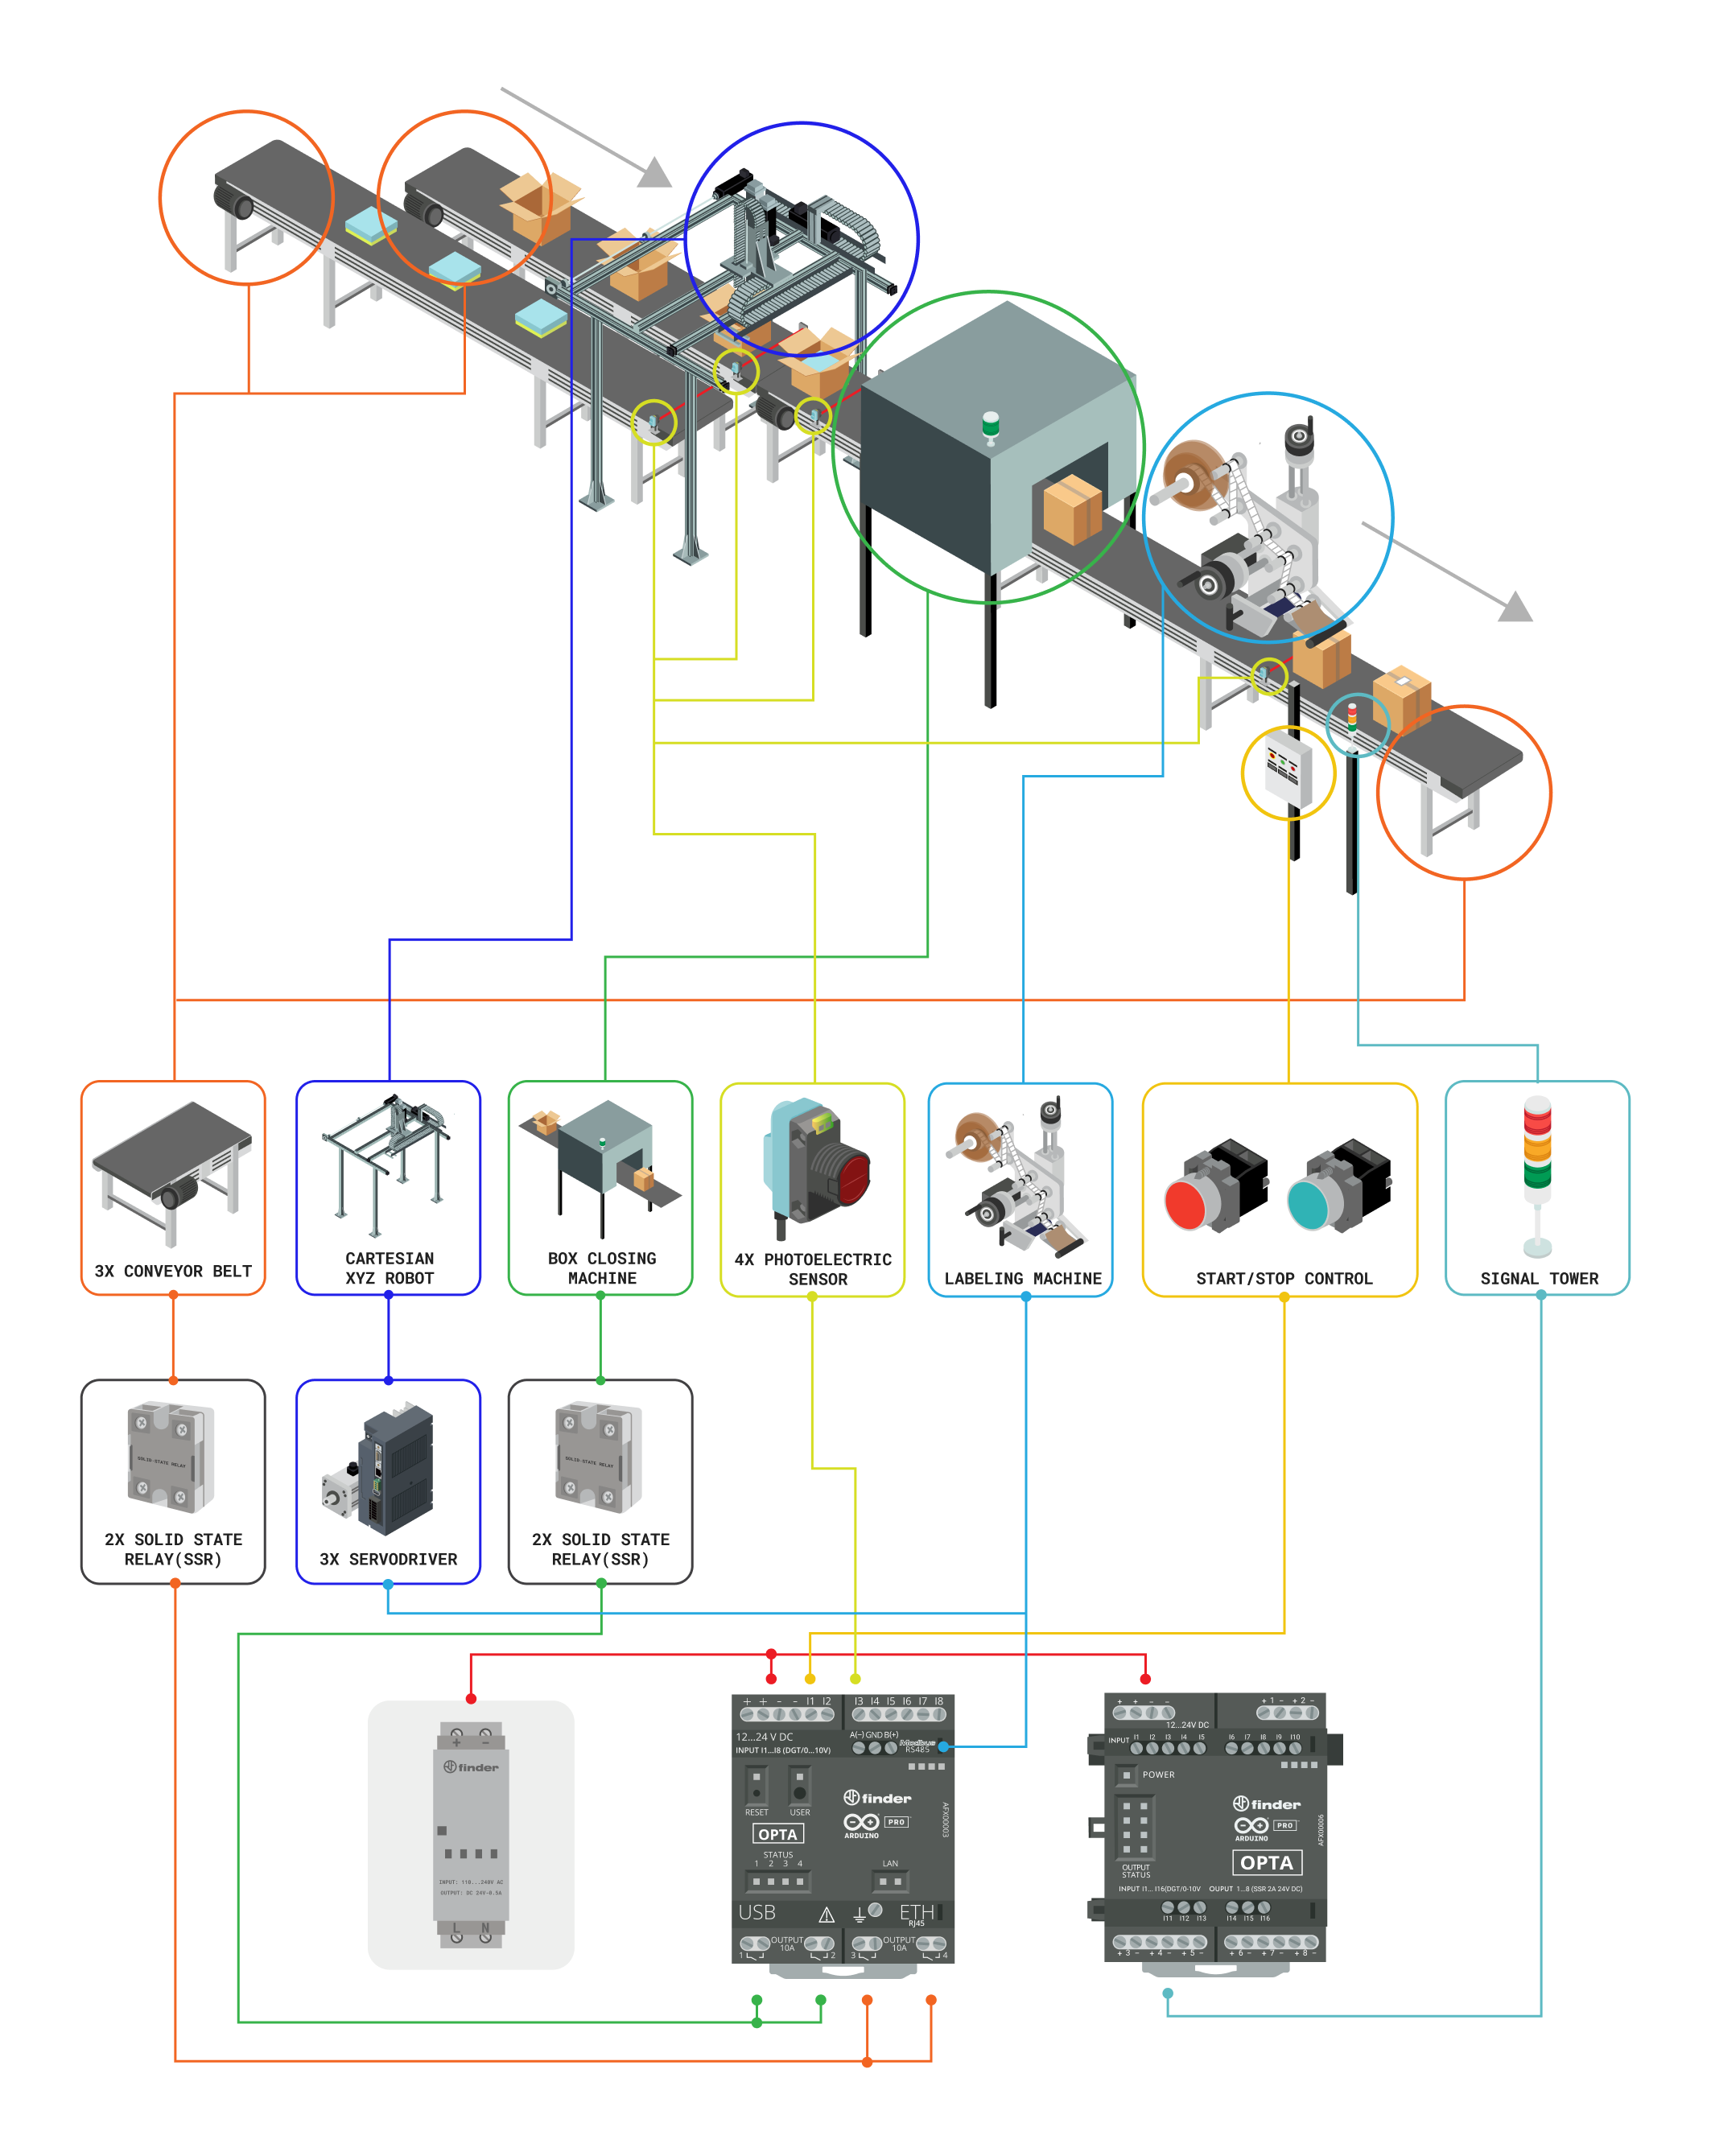 3X CONVEYOR BELT
CARTESIAN
XYZ ROBOT
BOX CLOSING
MACHINE
4X PHOTOELECTRIC
SENSOR
LABELING MACHINE
START/STOP CONTROL
SIGNAL TOWER
SOLID-STATE RELAY
2X SOLID STATE
RELAY(SSR)
3X SERVODRIVER
SOLID-STATE RELAY
2X SOLID STATE
RELAY(SSR)
+ -
finder
INPUT: 110...240V AC
OUTPUT: DC 24V-0.5A
L N
+ + - - I1 I2 I3 I4 I5 I6 I7 I8
12...24 V DC
A(-) GND B(+)
Modbus
RS485
INPUT I1...I8 (DGT/0...10V)
RESET USER
finder
ARDUINO PRO
AFX00003
OPTA
STATUS
1 2 3 4
LAN
USB
ETH
RJ45
OUTPUT
10A
OUTPUT
10A
1 2 3 4
+ + - -
+ 1 - + 2 -
12...24V DC
INPUT I1 I2 I3 I4 I5 I6 I7 I8 I9 I10
POWER
finder
ARDUINO PRO
AFX00006
OPTA
OUTPUT
STATUS
INPUT I1... I16(DGT/0-10V OUPUT 1...8 (SSR 2A 24V DC)
I11 I12 I13 I14 I15 I16
+ 3 - + 4 - + 5 - + 6 - + 7 - + 8 -